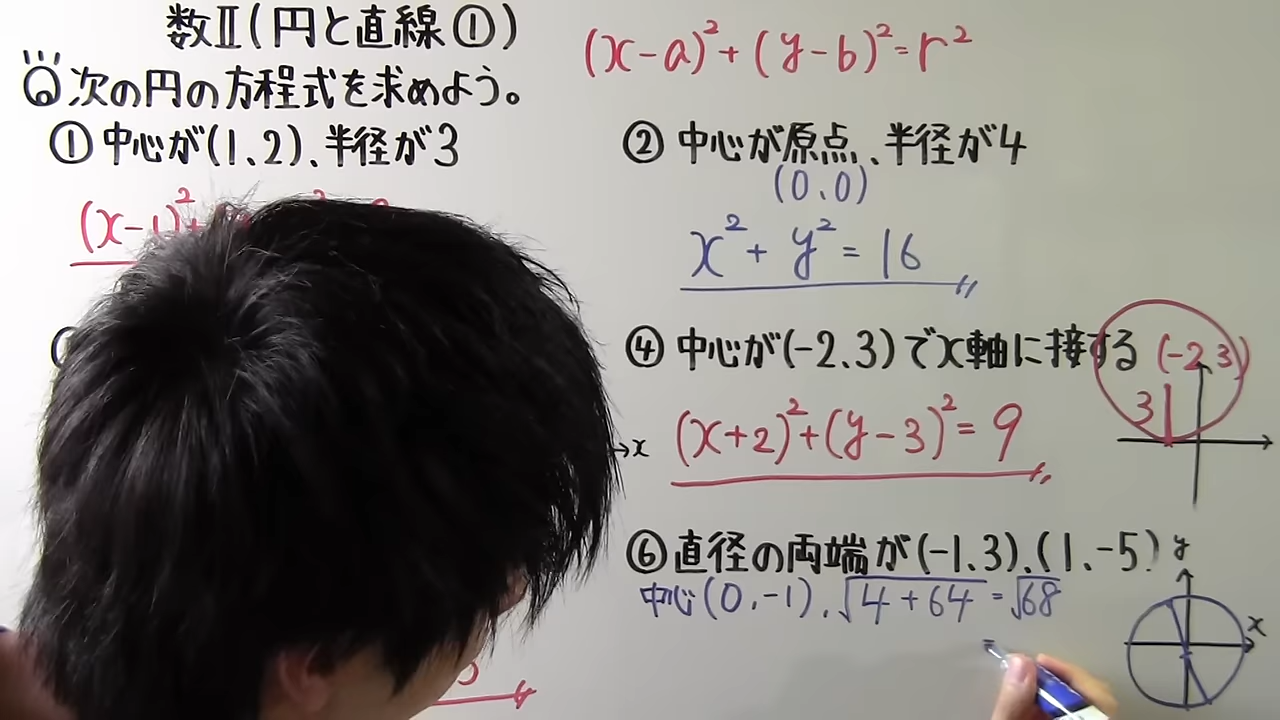 数Ⅱ(円と直線①)
(x-a)²+(y-b)²=r²
Q次の円の方程式を求めよう。
①中心が(1,2)、半径が3
(x-1)²+
②中心が原点、半径が4
(0,0)
x²+y²=16
④中心が(-2,3)でx軸に接する
(-2,3)
3
(x+2)²+(y-3)²=9
x
⑥直径の両端が(-1,3),(1,-5)
中心(0,-1),√4+64=√68
=
y
x